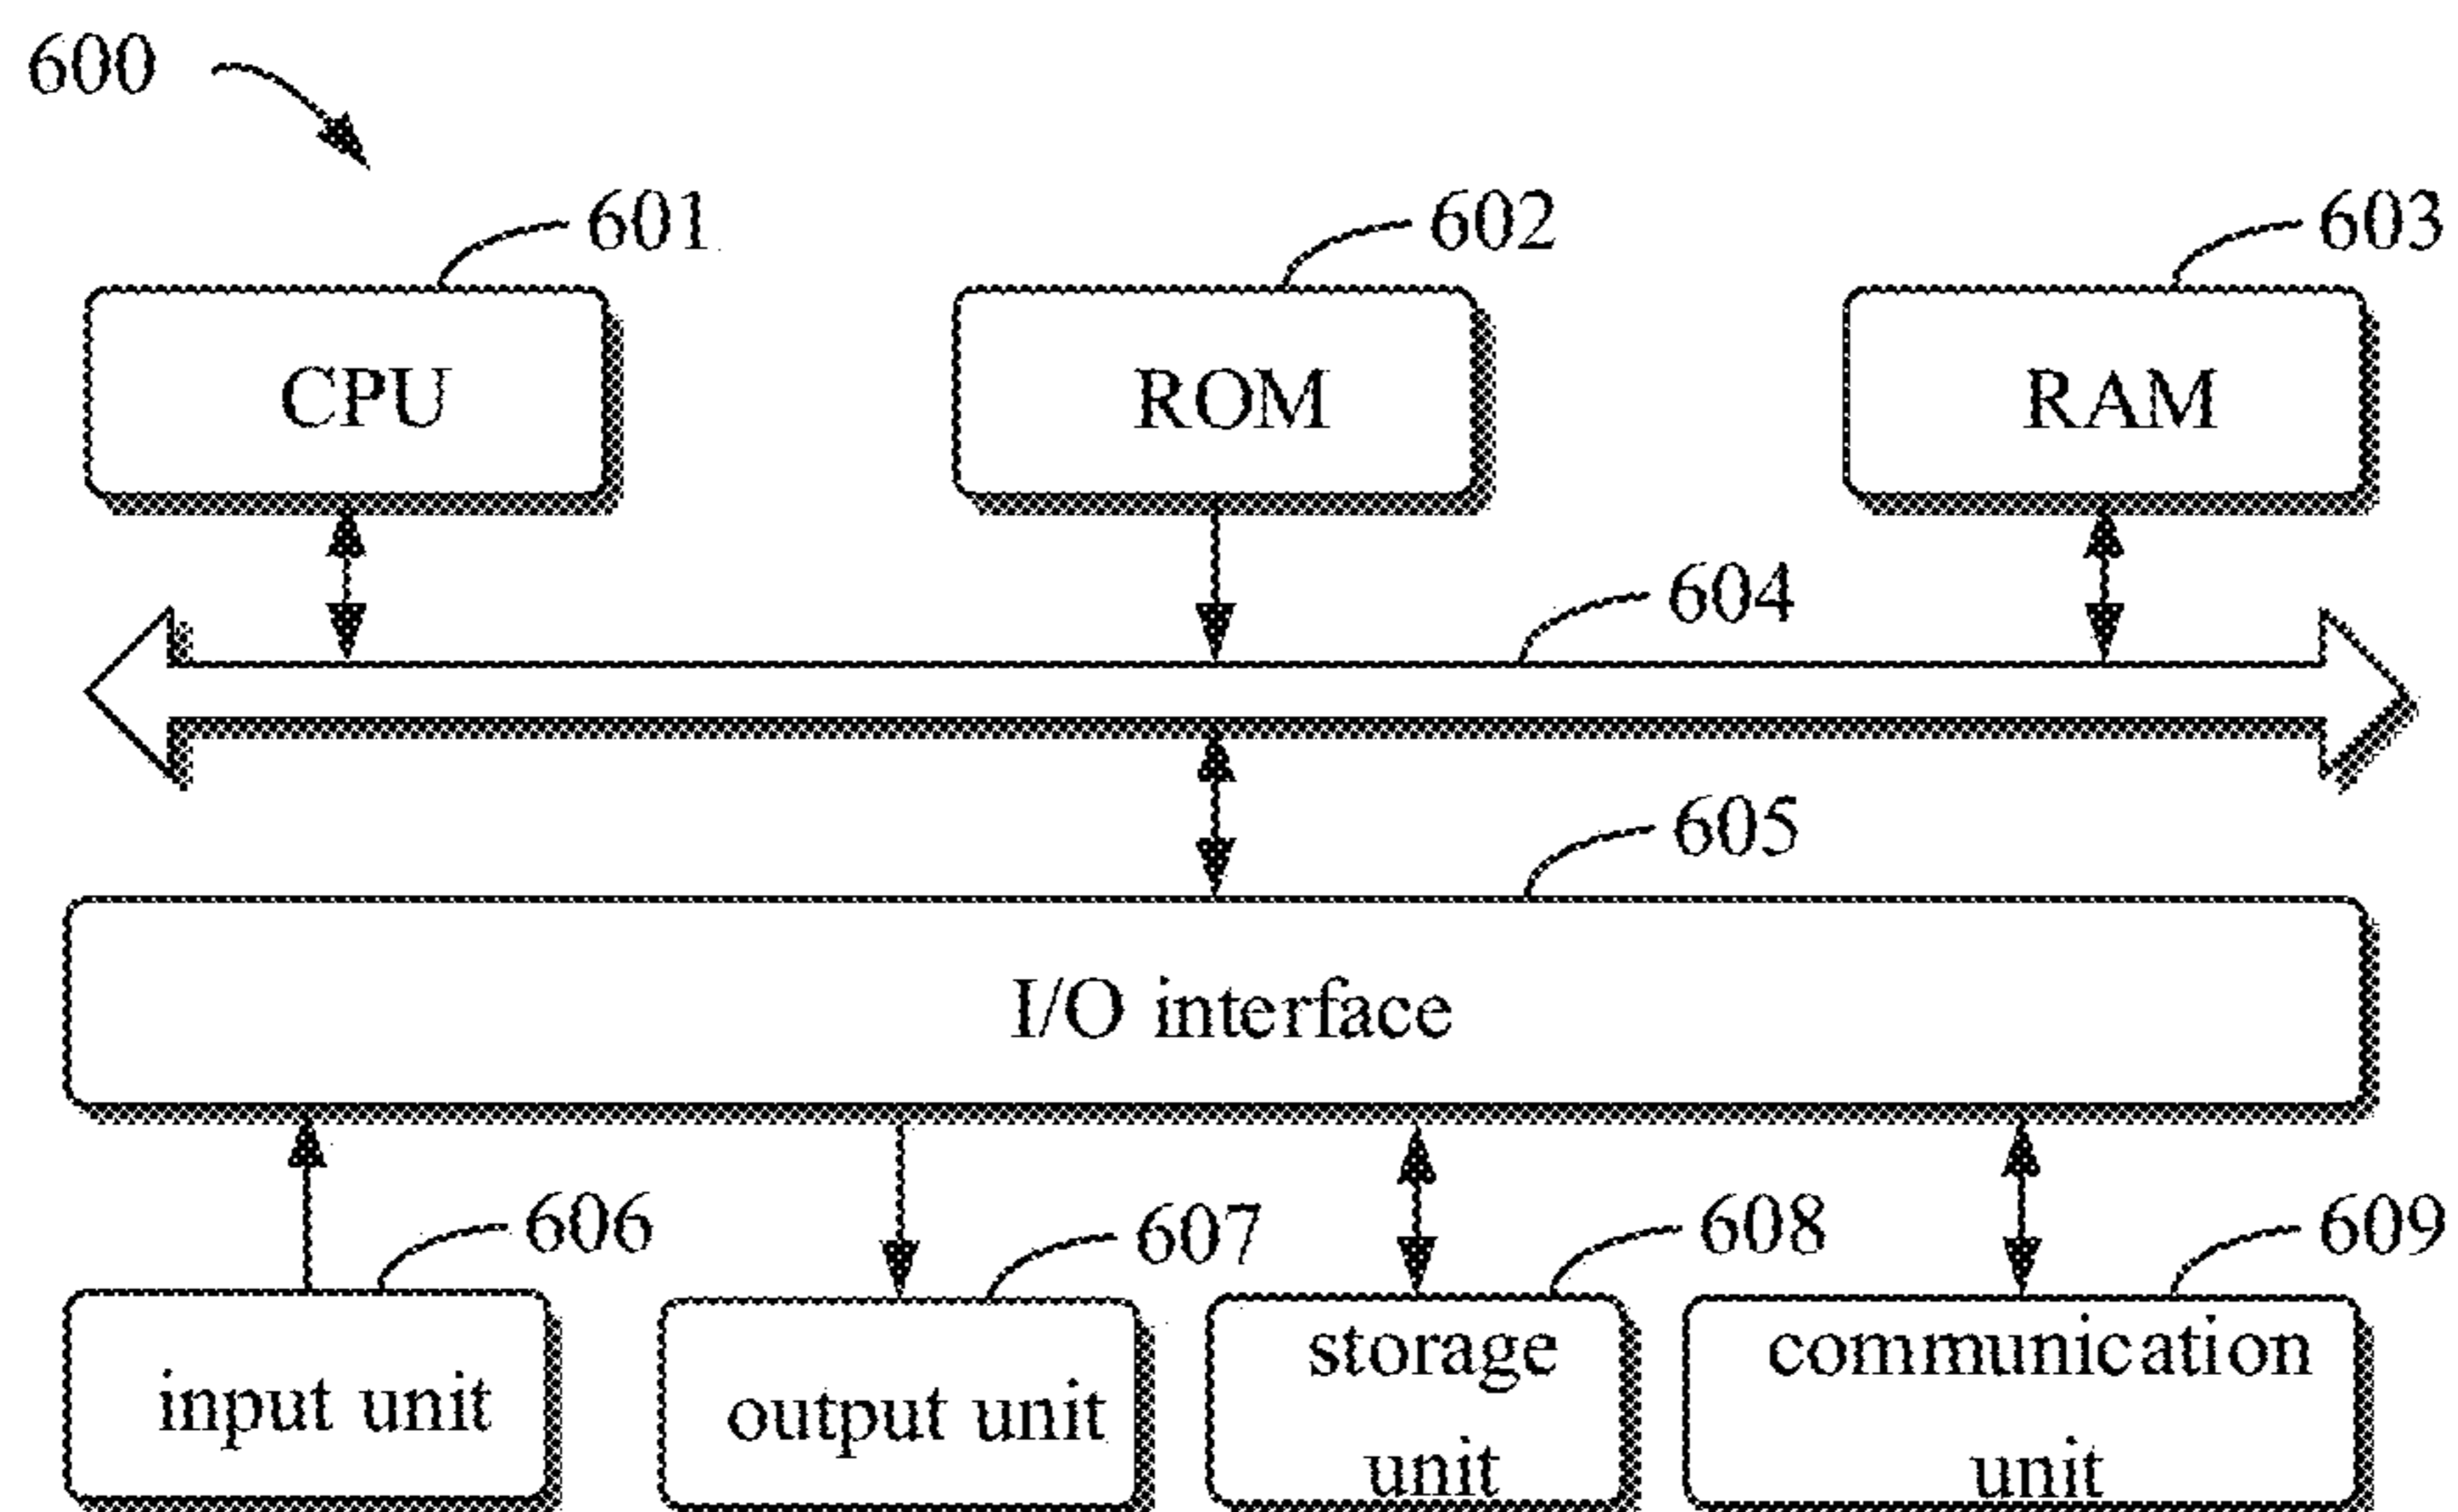 600
601
602
603
CPU
ROM
RAM
604
605
I/O interface
606
607
608
609
input unit
output unit
storage
unit
communication
unit